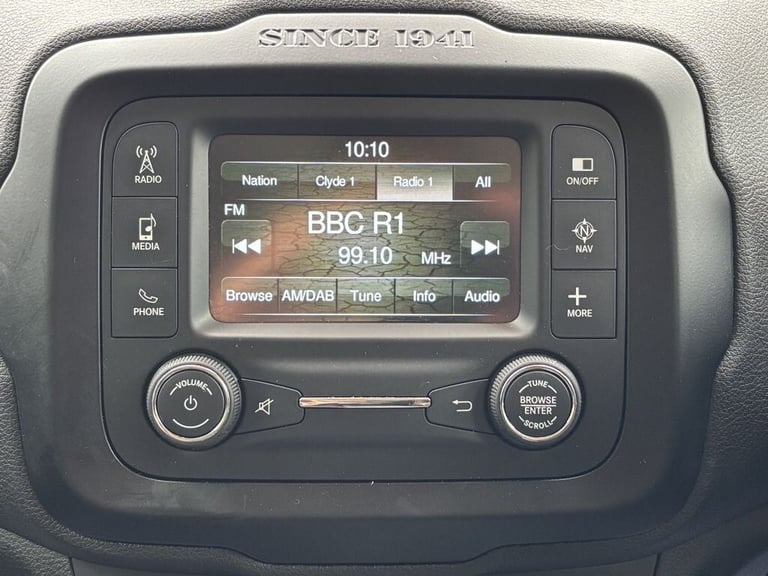 SINCE 1941
10:10
Nation Clyde 1 Radio 1 All
FM
BBC R1
99.10 MHz
Browse AM/DAB Tune Info Audio
RADIO
MEDIA
PHONE
ON/OFF
N
NAV
MORE
VOLUME
TUNE
BROWSE
ENTER
SCROLL